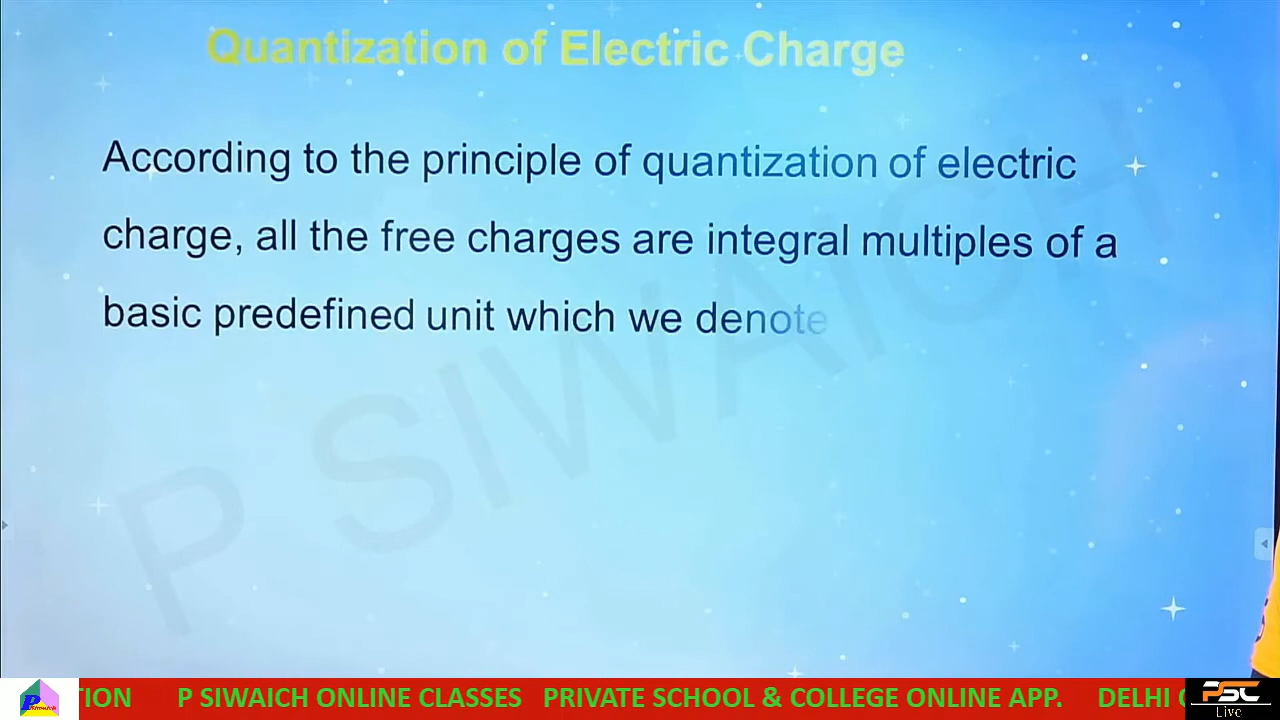 Quantization of Electric Charge
According to the principle of quantization of electric
charge, all the free charges are integral multiples of a
basic predefined unit which we denote
P SIWAICH
TION P SIWAICH ONLINE CLASSES PRIVATE SCHOOL & COLLEGE ONLINE APP. DELHI
PSC
Live